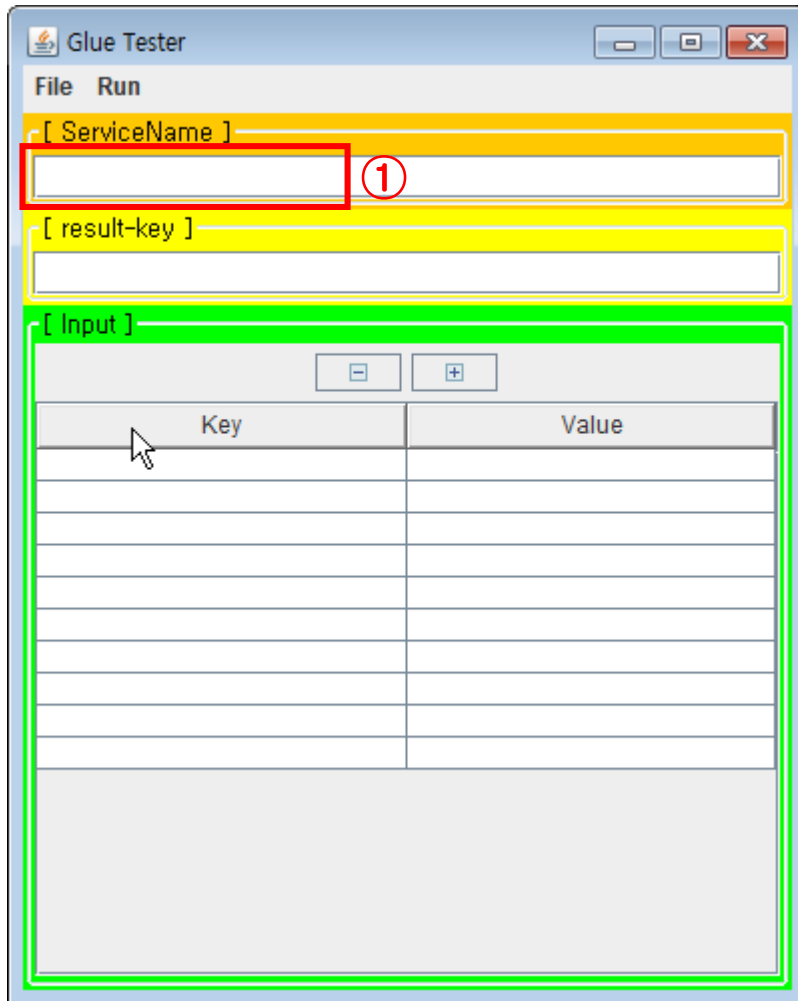 Glue Tester
File Run
[ ServiceName ]
①
[ result-key ]
[ Input ]
Key Value